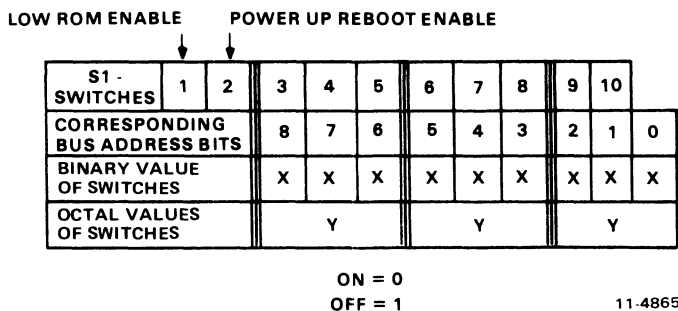 LOW ROM ENABLE POWER UP REBOOT ENABLE
S1 - SWITCHES 1 2 3 4 5 6 7 8 9 10
CORRESPONDING BUS ADDRESS BITS 8 7 6 5 4 3 2 1 0
BINARY VALUE OF SWITCHES X X X X X X X X X
OCTAL VALUES OF SWITCHES Y Y Y
ON = 0
OFF = 1
11-4865